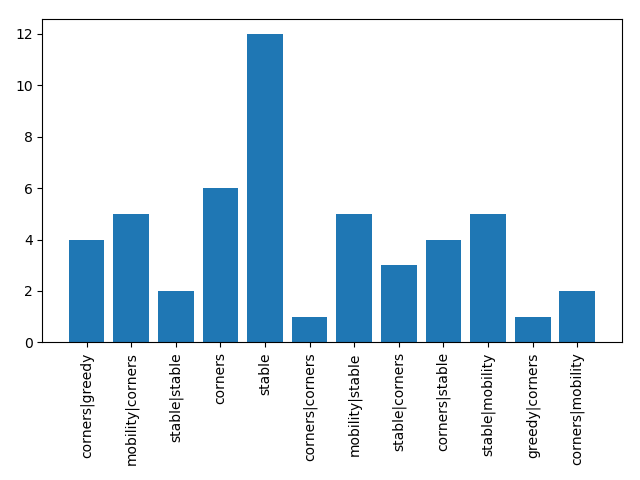 12
10
8
6
4
2
0
corners|greedy
mobility|corners
stable|stable
corners
stable
corners|corners
mobility|stable
stable|corners
corners|stable
stable|mobility
greedy|corners
corners|mobility